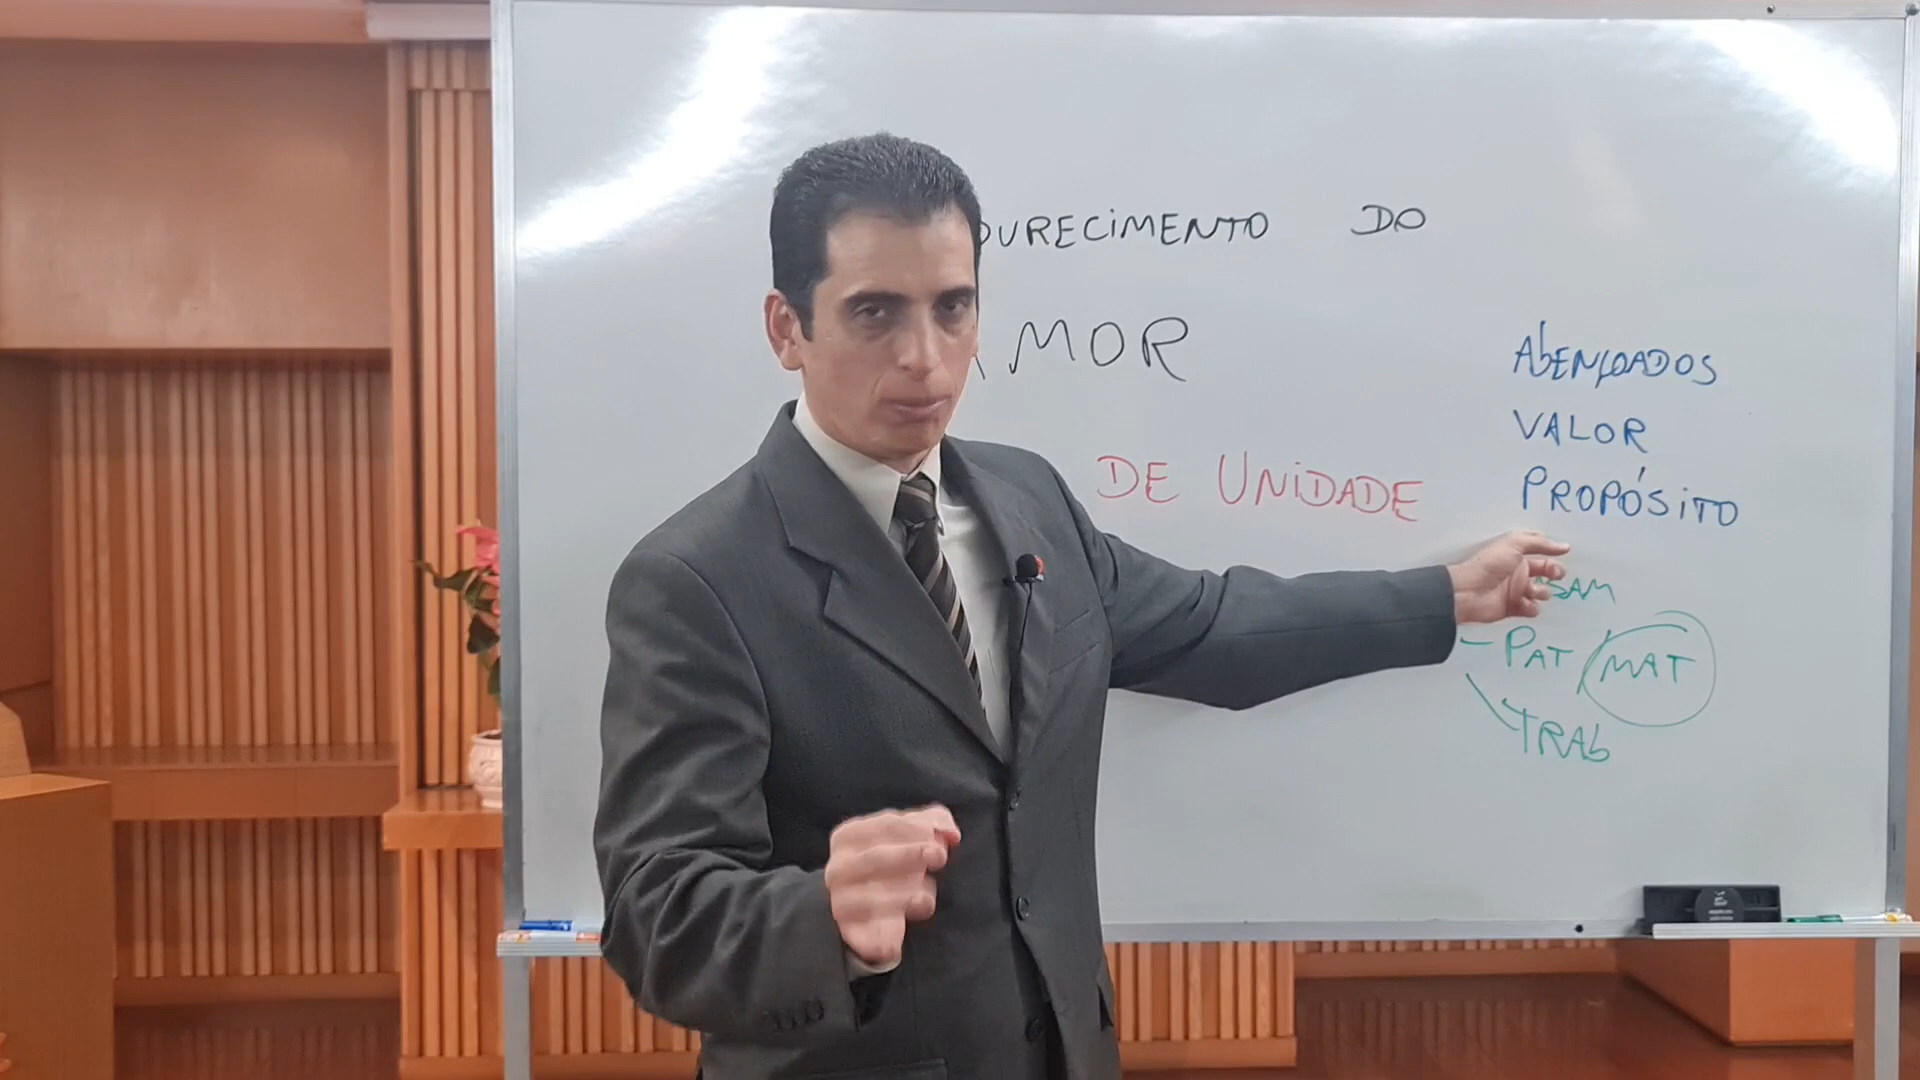 DURECIMENTO DO
MOR
DE UNIDADE
AbENÇOADOS
VALOR
PROPÓSITO
SAM
- PAT / MAT
TRAb